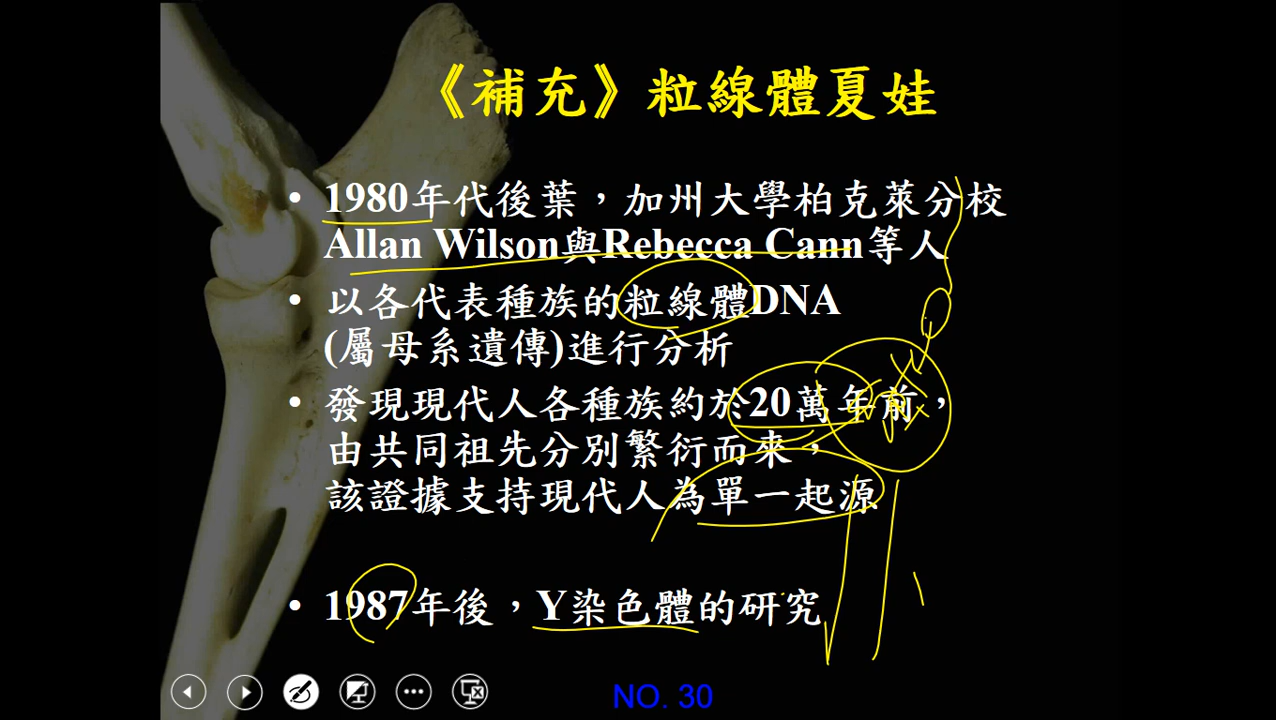 《補充》粒線體夏娃
• 1980年代後葉，加州大學柏克萊分校
Allan Wilson與Rebecca Cann等人
• 以各代表種族的粒線體DNA
(屬母系遺傳)進行分析
• 發現現代人各種族約於20萬年前，
由共同祖先分別繁衍而來，
該證據支持現代人為單一起源
• 1987年後，Y染色體的研究
NO. 30